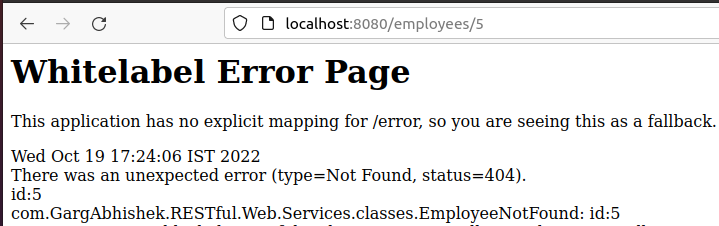 localhost:8080/employees/5
Whitelabel Error Page
This application has no explicit mapping for /error, so you are seeing this as a fallback.
Wed Oct 19 17:24:06 IST 2022
There was an unexpected error (type=Not Found, status=404).
id:5
com.GargAbhishek.RESTful.Web.Services.classes.EmployeeNotFound: id:5